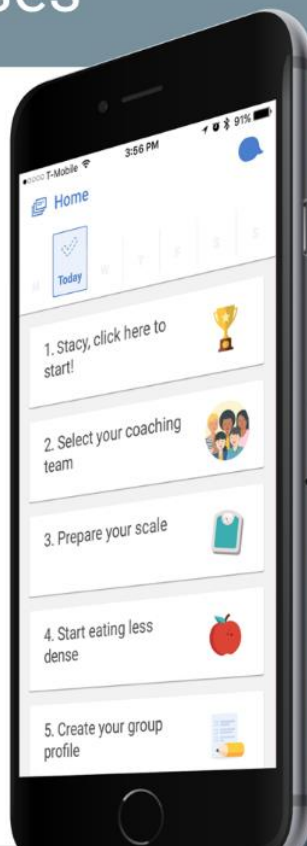 ●○○○○ T-Mobile 3:56 PM 91%
Home
M Today W T F S S
1. Stacy, click here to
start!
2. Select your coaching
team
3. Prepare your scale
4. Start eating less
dense
5. Create your group
profile